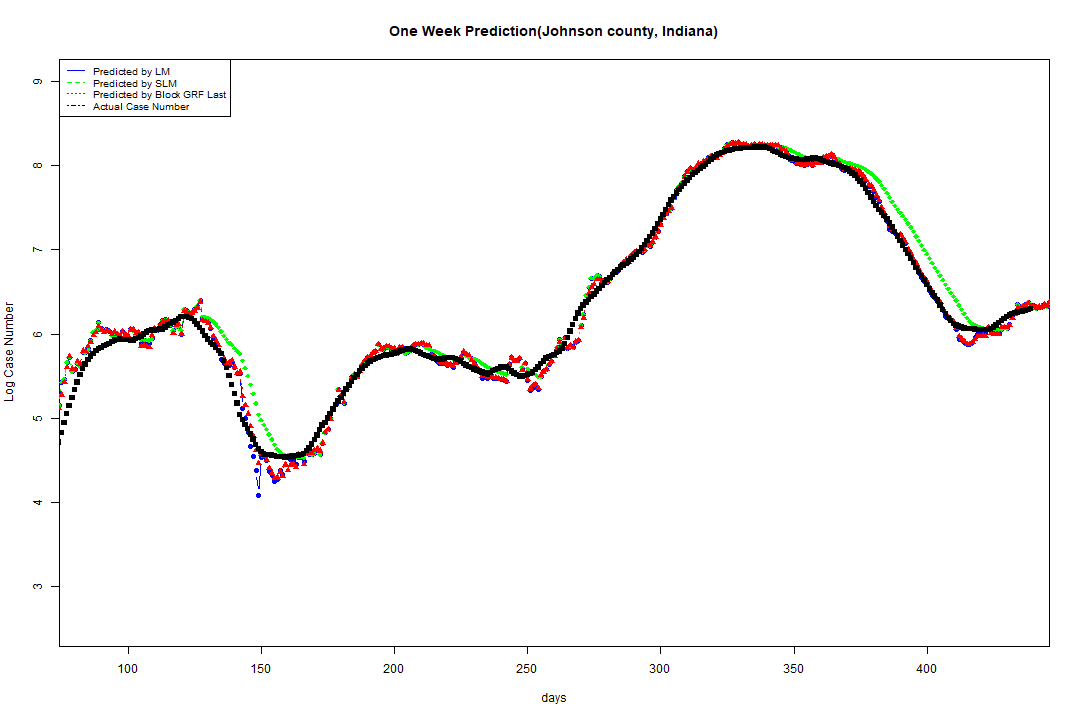 One Week Prediction(Johnson county, Indiana)
Predicted by LM
Predicted by SLM
Predicted by Block GRF Last
Actual Case Number
9
8
7
6
5
4
3
Log Case Number
100 150 200 250 300 350 400
days